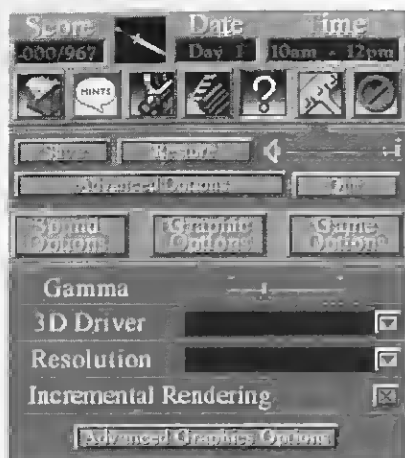 Score Date Time
-000/967 Day 1 10am - 12pm
HINTS ?
Save Restore
Advanced Options Quit
Sound Options Graphic Options Game Options
Gamma
3D Driver
Resolution
Incremental Rendering
Advanced Graphics Options